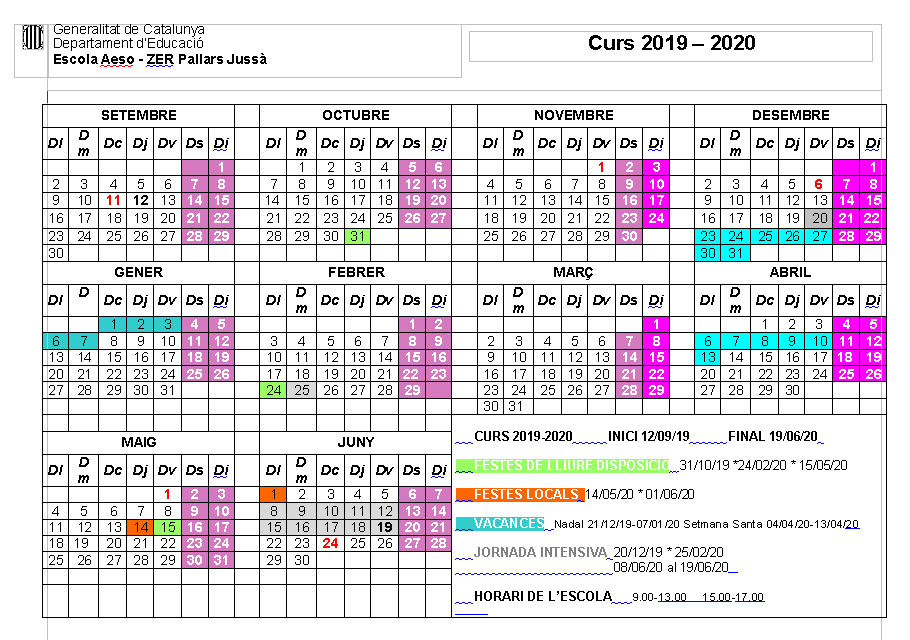 Generalitat de Catalunya
Departament d'Educació
Escola Aeso - ZER Pallars Jussà
Curs 2019 – 2020
SETEMBRE OCTUBRE NOVEMBRE DESEMBRE
Dl Dm Dc Dj Dv Ds Di Dl Dm Dc Dj Dv Ds Di Dl Dm Dc Dj Dv Ds Di Dl Dm Dc Dj Dv Ds Di
1 1 2 3 4 5 6 1 2 3 1
2 3 4 5 6 7 8 7 8 9 10 11 12 13 4 5 6 7 8 9 10 2 3 4 5 6 7 8
9 10 11 12 13 14 15 14 15 16 17 18 19 20 11 12 13 14 15 16 17 9 10 11 12 13 14 15
16 17 18 19 20 21 22 21 22 23 24 25 26 27 18 19 20 21 22 23 24 16 17 18 19 20 21 22
23 24 25 26 27 28 29 28 29 30 31 25 26 27 28 29 30 23 24 25 26 27 28 29
30 30 31
GENER FEBRER MARÇ ABRIL
Dl D Dc Dj Dv Ds Di Dl Dm Dc Dj Dv Ds Di Dl Dm Dc Dj Dv Ds Di Dl Dm Dc Dj Dv Ds Di
1 2 3 4 5 1 2 1 1 2 3 4 5
6 7 8 9 10 11 12 3 4 5 6 7 8 9 2 3 4 5 6 7 8 6 7 8 9 10 11 12
13 14 15 16 17 18 19 10 11 12 13 14 15 16 9 10 11 12 13 14 15 13 14 15 16 17 18 19
20 21 22 23 24 25 26 17 18 19 20 21 22 23 16 17 18 19 20 21 22 20 21 22 23 24 25 26
27 28 29 30 31 24 25 26 27 28 29 23 24 25 26 27 28 29 27 28 29 30
30 31
MAIG JUNY
Dl Dm Dc Dj Dv Ds Di Dl Dm Dc Dj Dv Ds Di
1 2 3 1 2 3 4 5 6 7
4 5 6 7 8 9 10 8 9 10 11 12 13 14
11 12 13 14 15 16 17 15 16 17 18 19 20 21
18 19 20 21 22 23 24 22 23 24 25 26 27 28
25 26 27 28 29 30 31 29 30
CURS 2019-2020 INICI 12/09/19 FINAL 19/06/20
FESTES DE LLIURE DISPOSICIO 31/10/19 *24/02/20 * 15/05/20
FESTES LOCALS 14/05/20 * 01/06/20
VACANCES Nadal 21/12/19-07/01/20 Setmana Santa 04/04/20-13/04/20
JORNADA INTENSIVA 20/12/19 * 25/02/20
08/06/20 al 19/06/20
HORARI DE L'ESCOLA 9.00-13.00 15.00-17.00